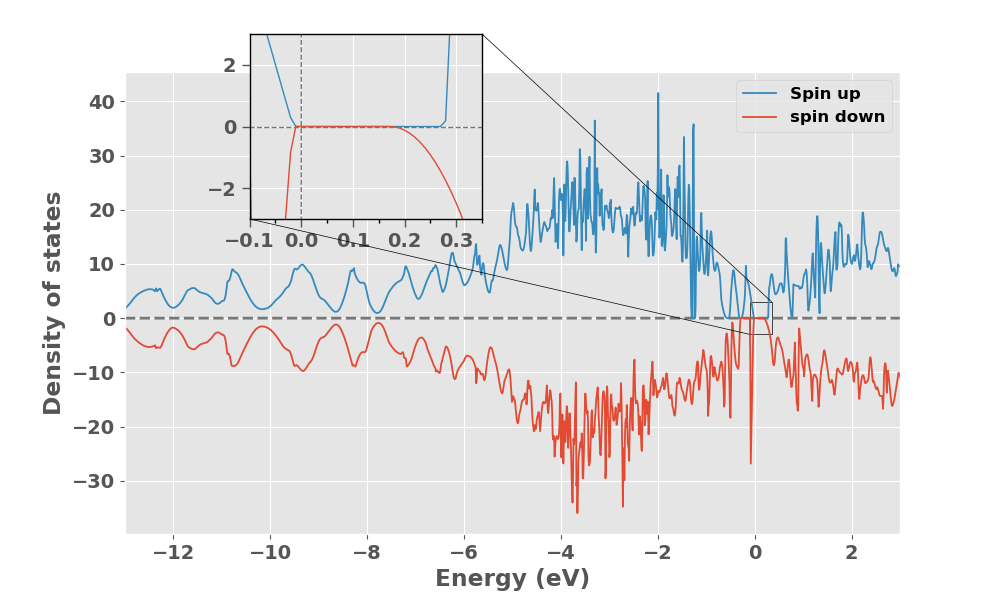 2
0
−2
−0.1 0.0 0.1 0.2 0.3
Spin up
spin down
Density of states
40
30
20
10
0
−10
−20
−30
−12 −10 −8 −6 −4 −2 0 2
Energy (eV)